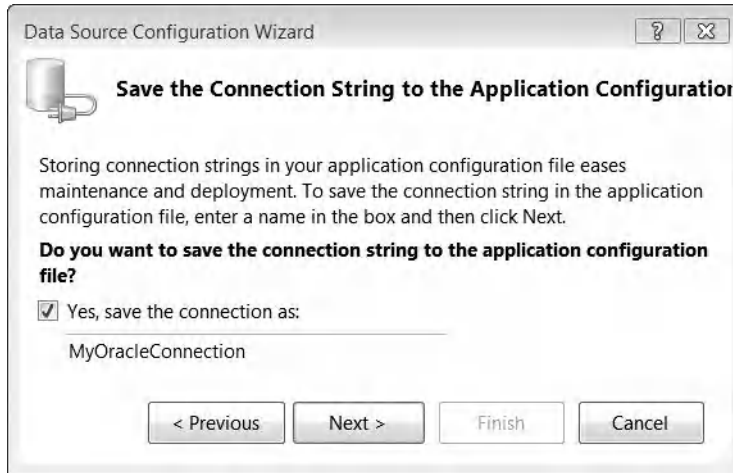 Data Source Configuration Wizard
Save the Connection String to the Application Configuration
Storing connection strings in your application configuration file eases
maintenance and deployment. To save the connection string in the application
configuration file, enter a name in the box and then click Next.
Do you want to save the connection string to the application configuration
file?
Yes, save the connection as:
MyOracleConnection
< Previous
Next >
Finish
Cancel